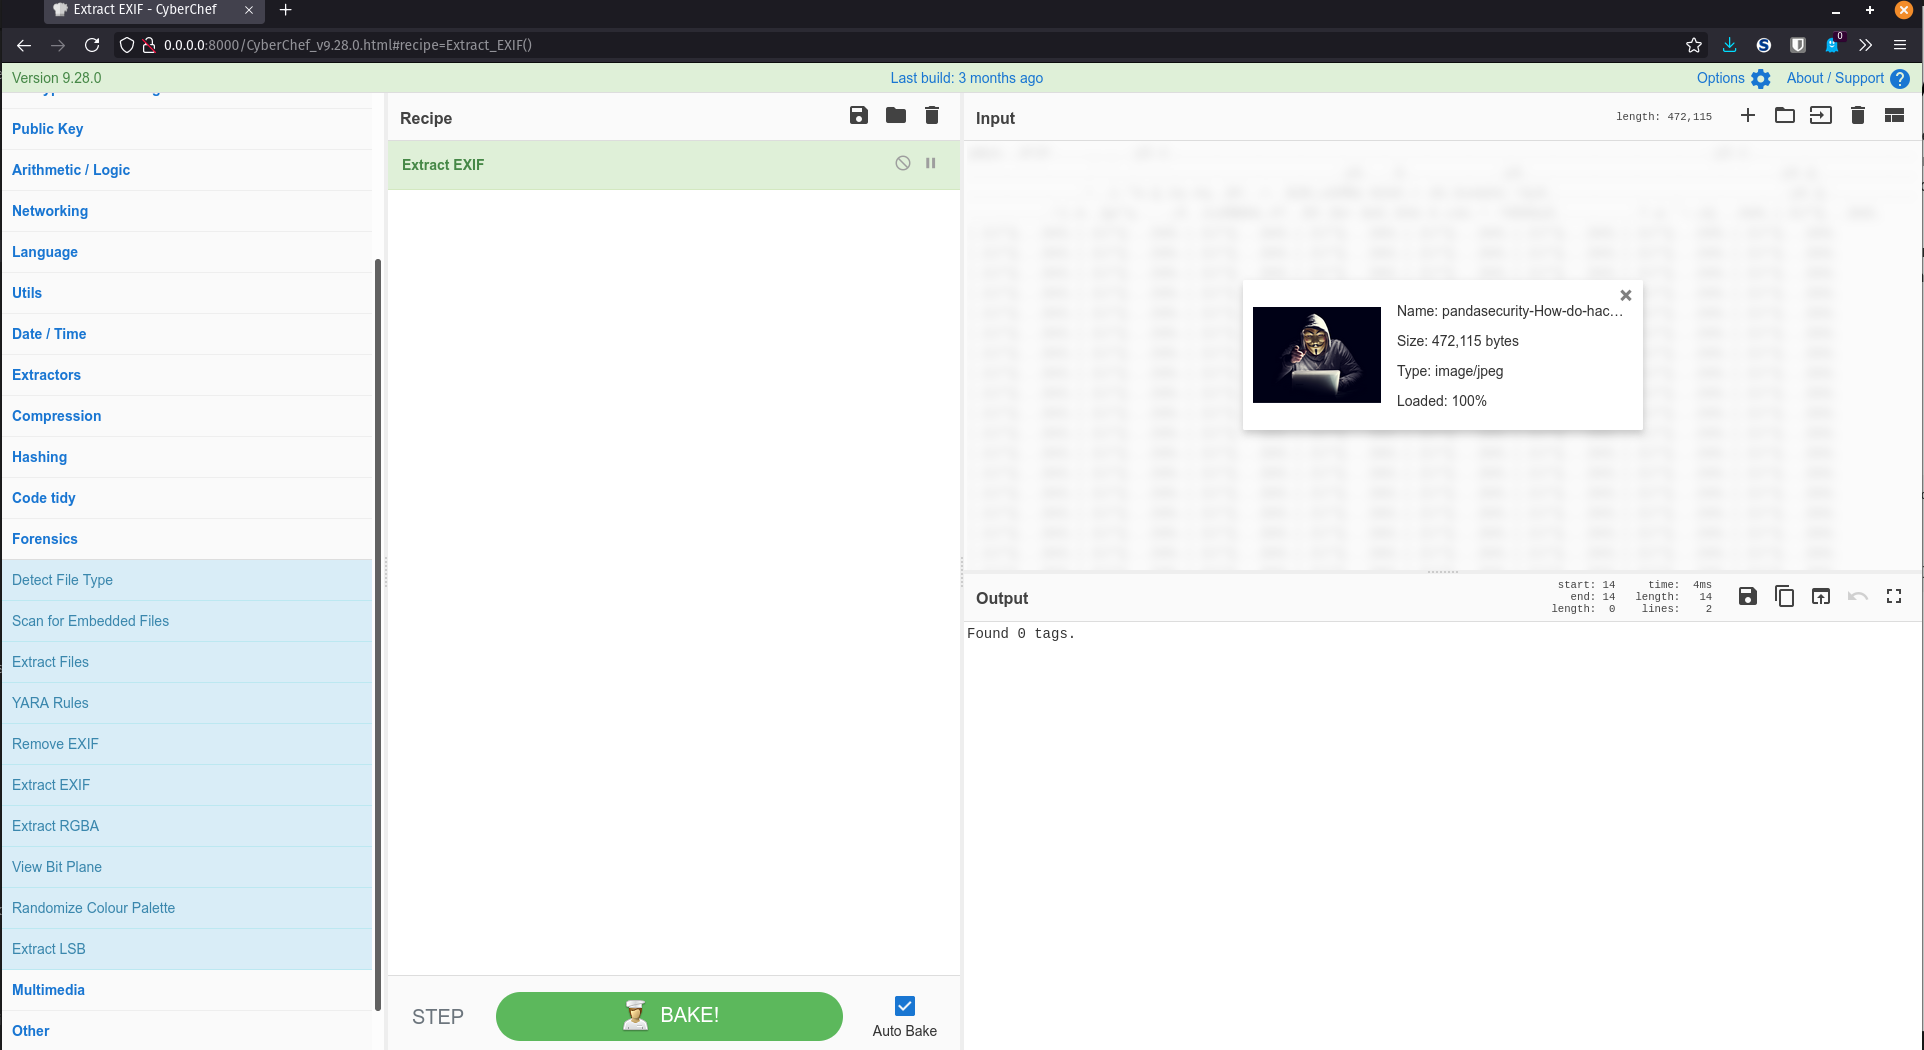 Extract EXIF - CyberChef
0.0.0.0:8000/CyberChef_v9.28.0.html#recipe=Extract_EXIF()
0
Version 9.28.0
Last build: 3 months ago
Options
About / Support
Public Key
Arithmetic / Logic
Networking
Language
Utils
Date / Time
Extractors
Compression
Hashing
Code tidy
Forensics
Detect File Type
Scan for Embedded Files
Extract Files
YARA Rules
Remove EXIF
Extract EXIF
Extract RGBA
View Bit Plane
Randomize Colour Palette
Extract LSB
Multimedia
Other
Recipe
Extract EXIF
STEP
BAKE!
Auto Bake
Input
length: 472,115
Name: pandasecurity-How-do-hac…
Size: 472,115 bytes
Type: image/jpeg
Loaded: 100%
Output
start: 14 time: 4ms
end: 14 length: 14
length: 0 lines: 2
Found 0 tags.